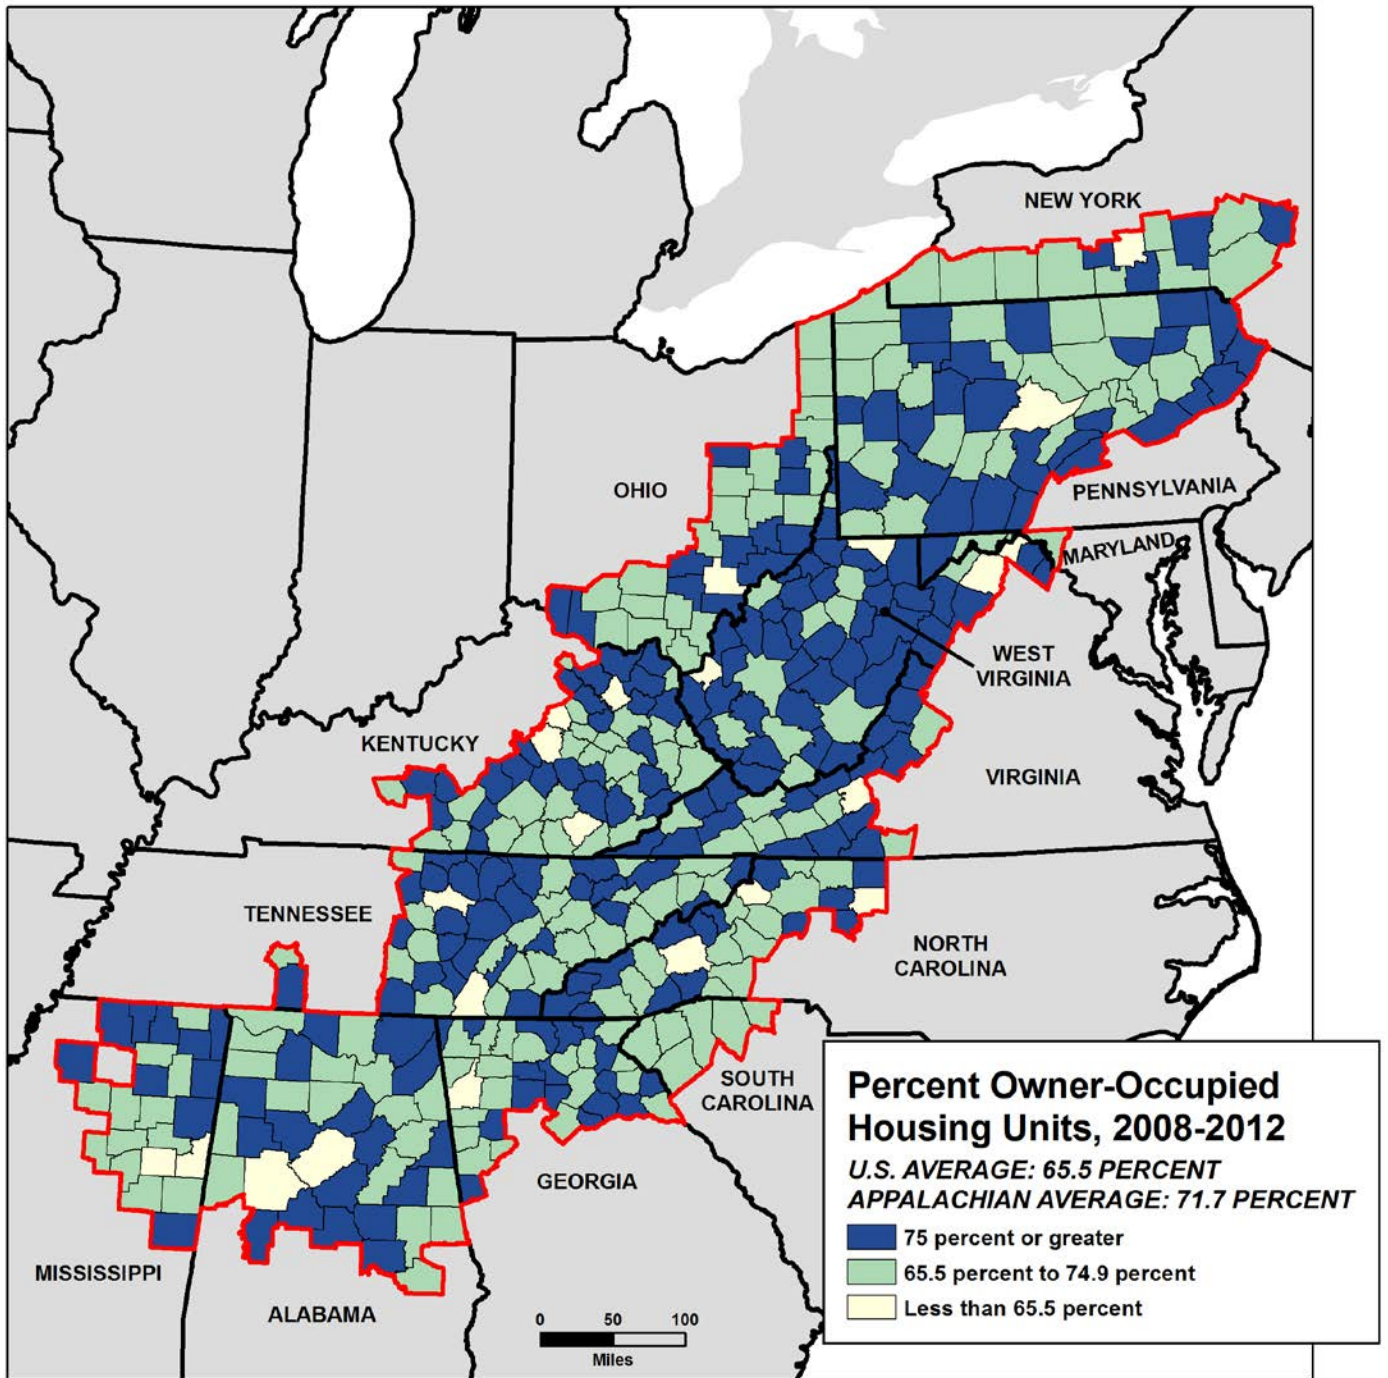 NEW YORK
OHIO
PENNSYLVANIA
MARYLAND
WEST
VIRGINIA
KENTUCKY
VIRGINIA
TENNESSEE
NORTH
CAROLINA
SOUTH
CAROLINA
GEORGIA
MISSISSIPPI
ALABAMA
0 50 100
Miles
Percent Owner-Occupied
Housing Units, 2008-2012
U.S. AVERAGE: 65.5 PERCENT
APPALACHIAN AVERAGE: 71.7 PERCENT
75 percent or greater
65.5 percent to 74.9 percent
Less than 65.5 percent